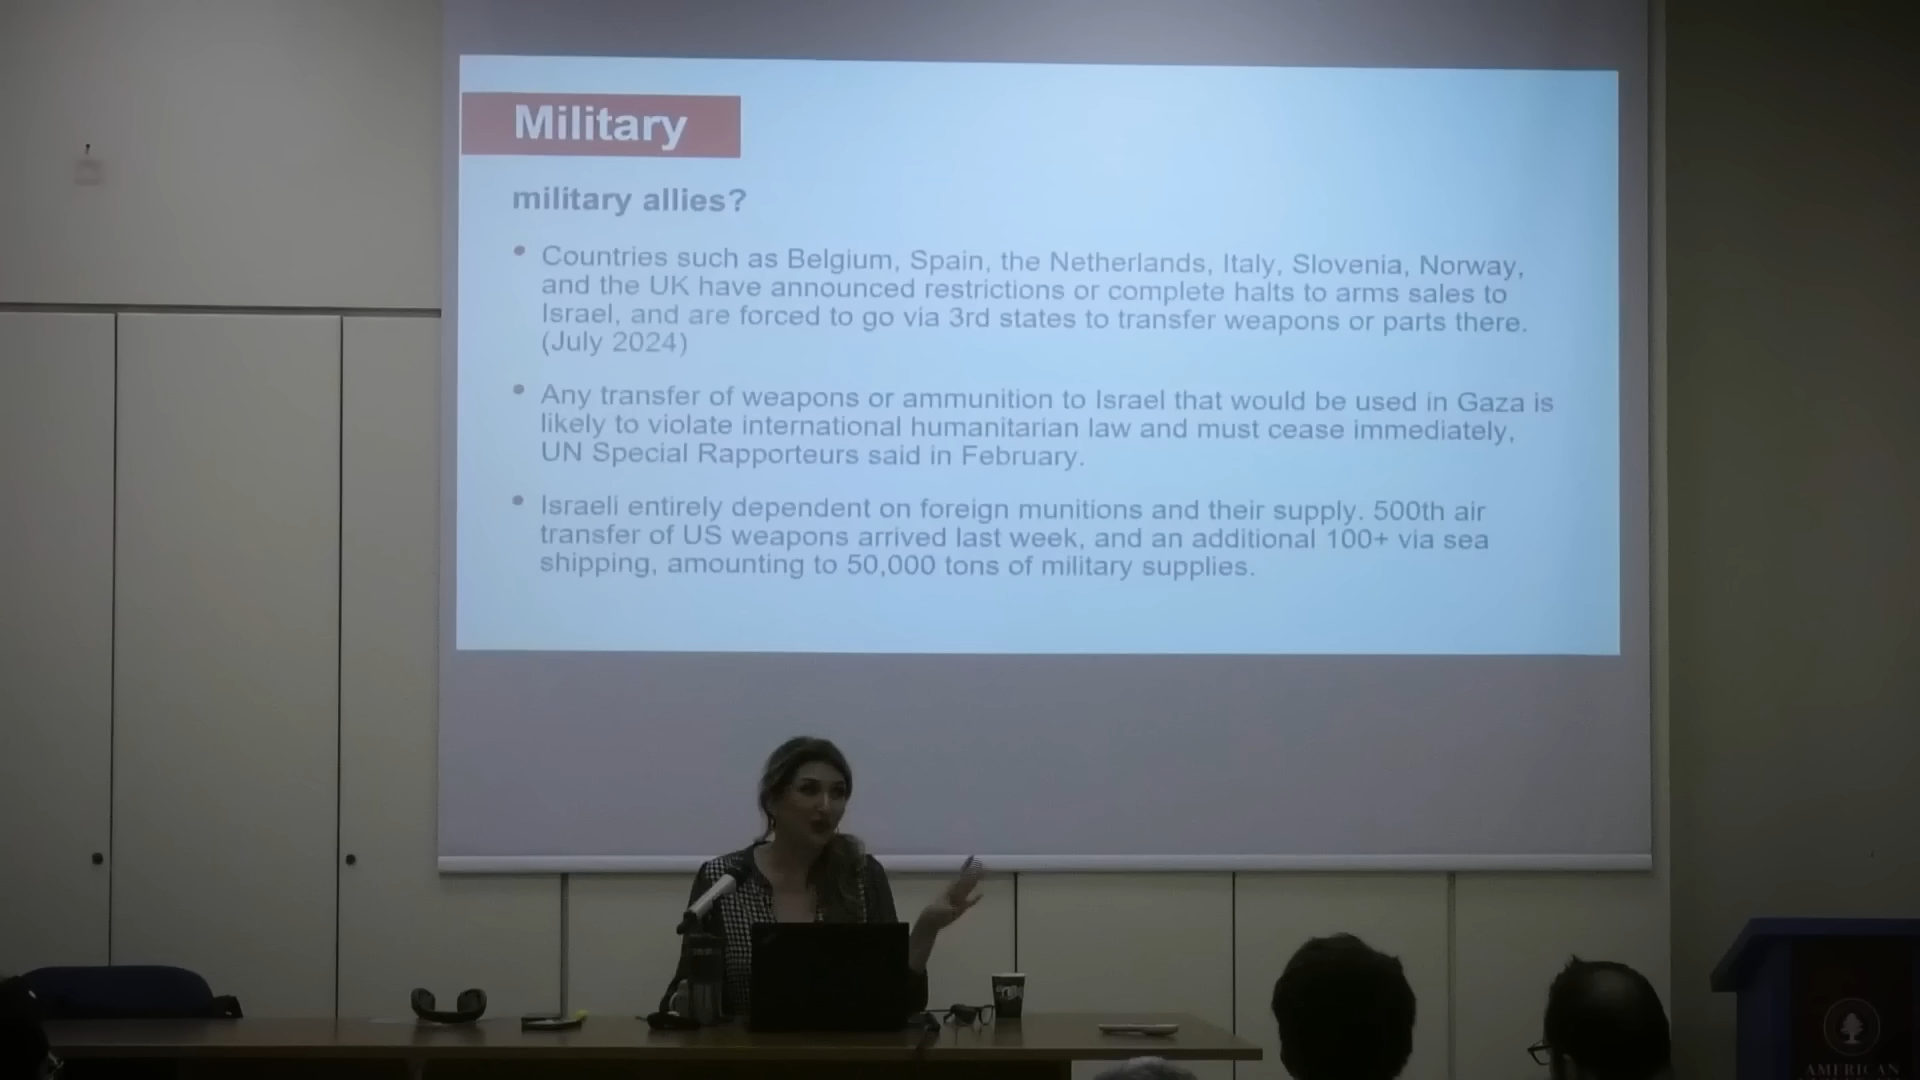 Military
military allies?
• Countries such as Belgium, Spain, the Netherlands, Italy, Slovenia, Norway,
and the UK have announced restrictions or complete halts to arms sales to
Israel, and are forced to go via 3rd states to transfer weapons or parts there.
(July 2024)
• Any transfer of weapons or ammunition to Israel that would be used in Gaza is
likely to violate international humanitarian law and must cease immediately,
UN Special Rapporteurs said in February.
• Israeli entirely dependent on foreign munitions and their supply. 500th air
transfer of US weapons arrived last week, and an additional 100+ via sea
shipping, amounting to 50,000 tons of military supplies.
AMERICAN